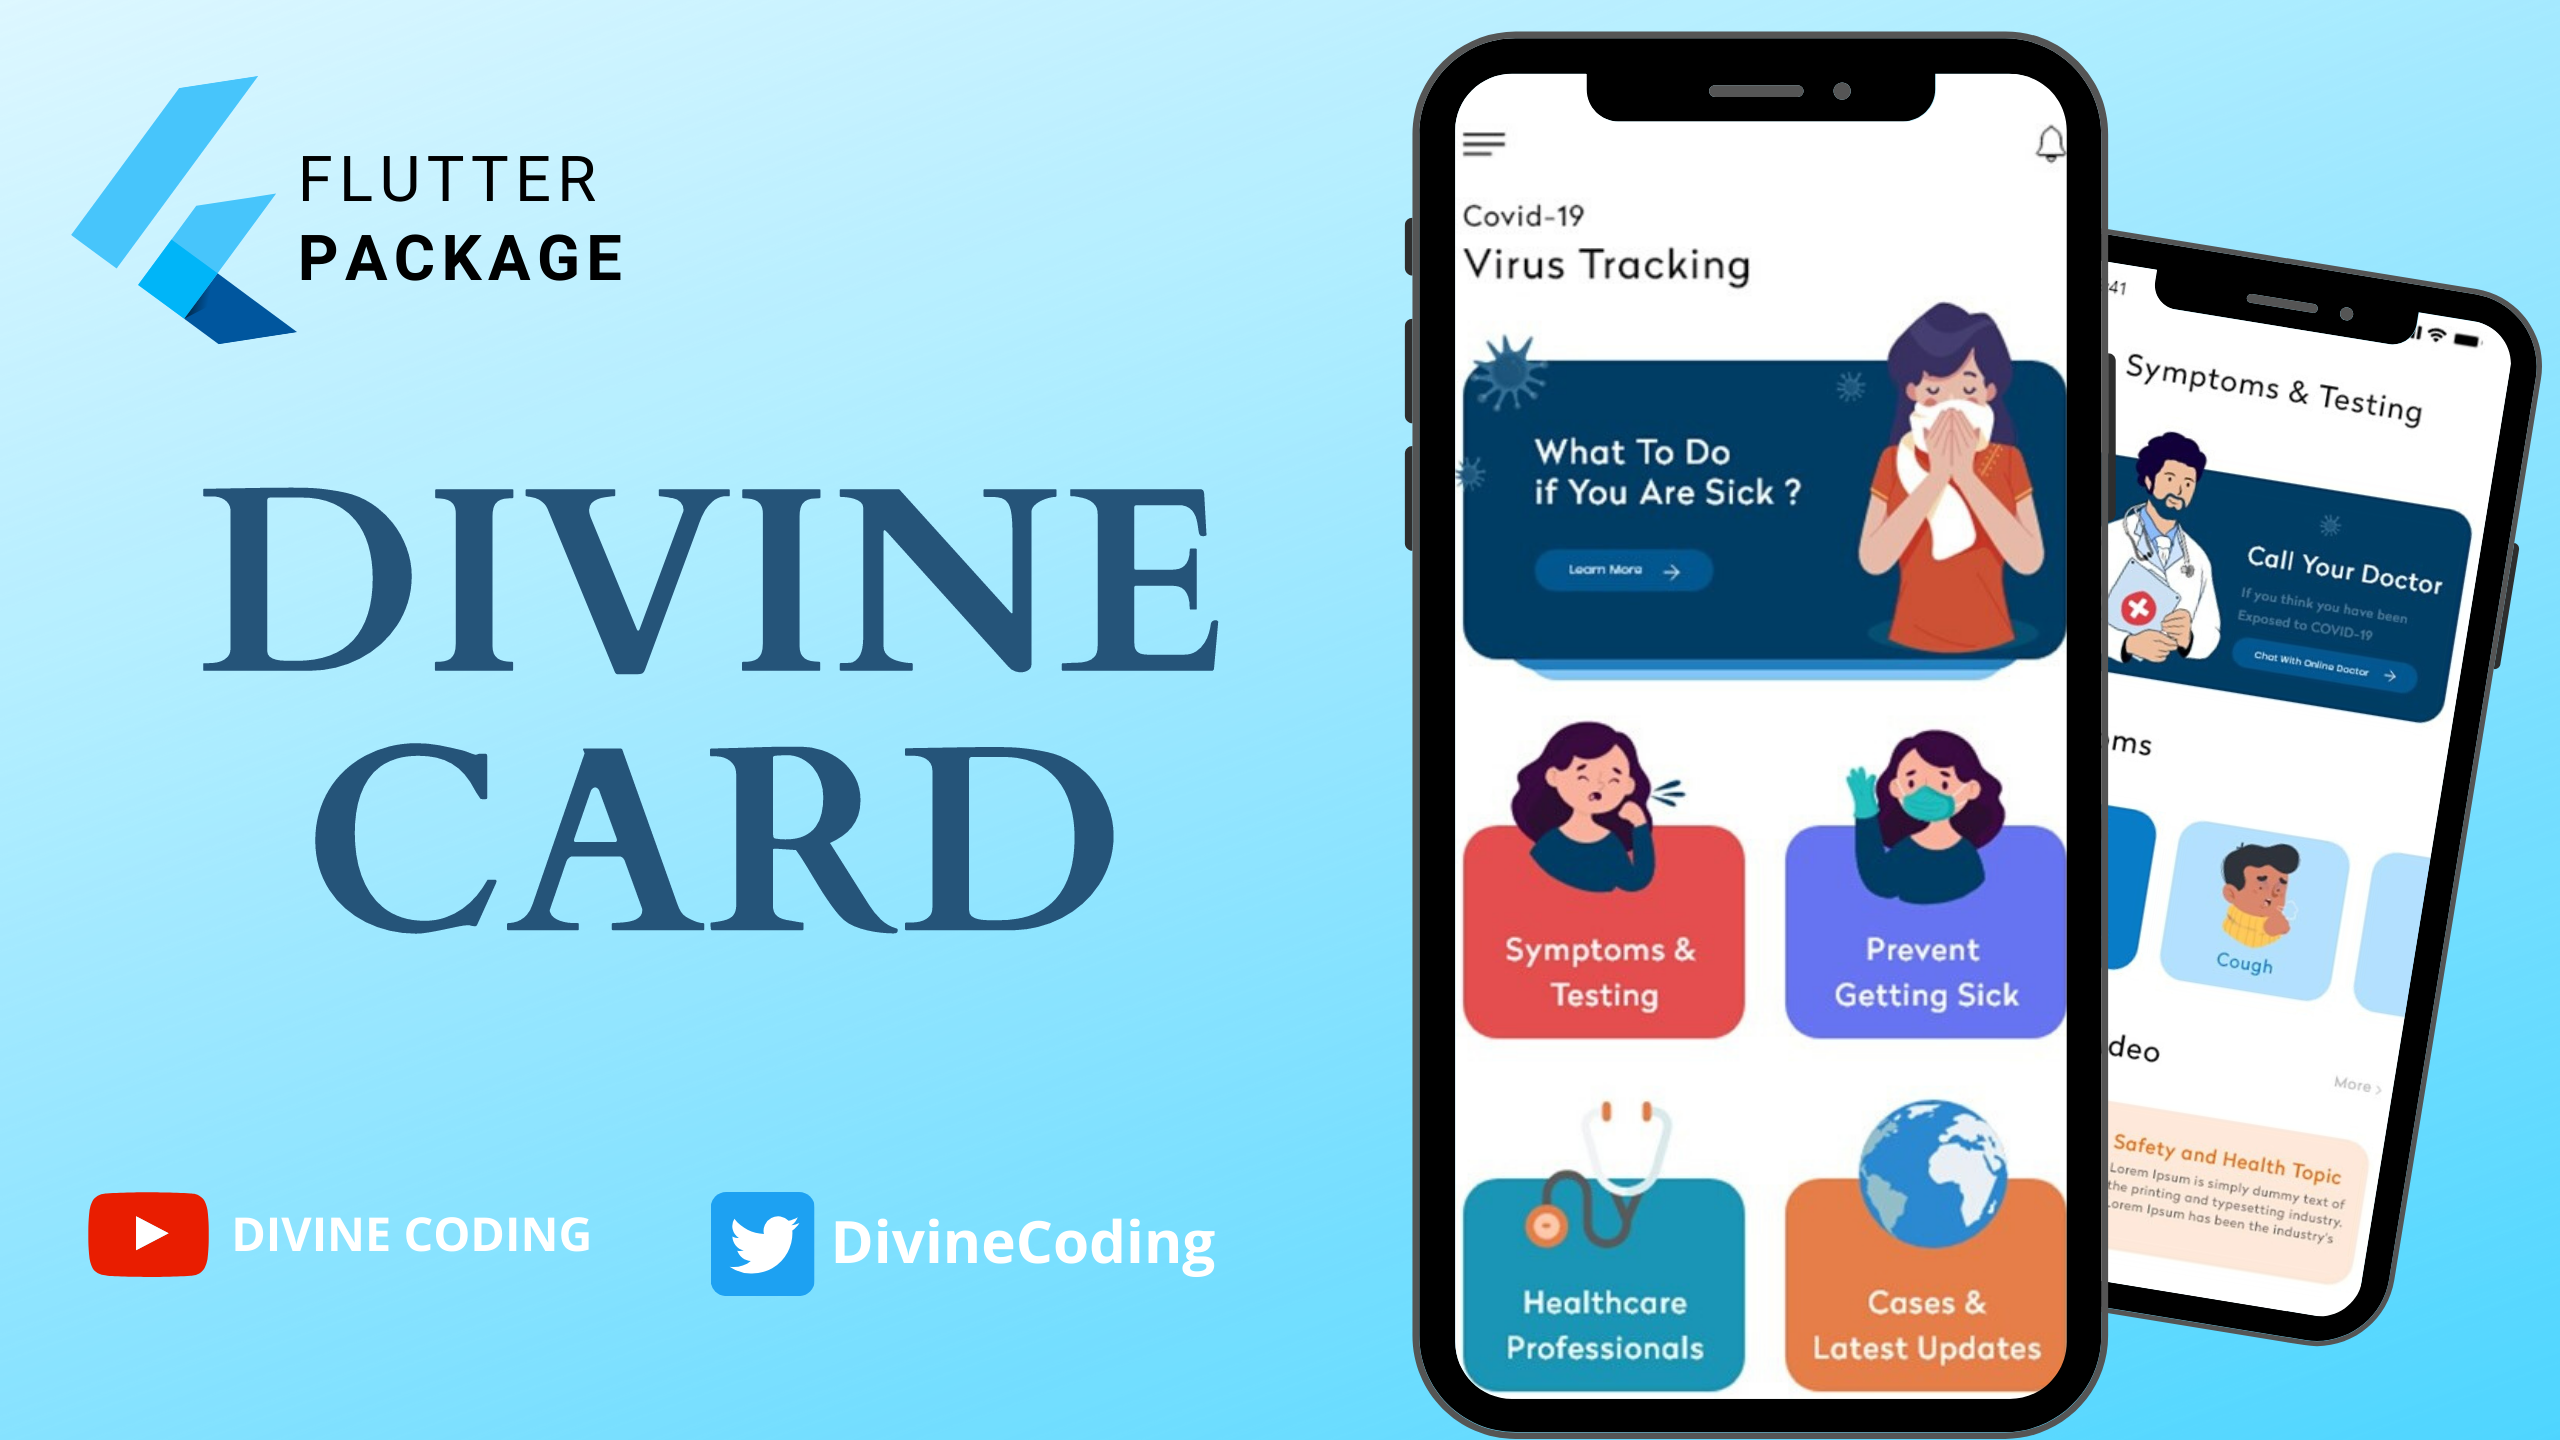 FLUTTER
PACKAGE
DIVINE
CARD
DIVINE CODING
DivineCoding
Covid-19
Virus Tracking
What To Do
if You Are Sick ?
Learn More
Symptoms &
Testing
Prevent
Getting Sick
Healthcare
Professionals
Cases &
Latest Updates
41
Symptoms & Testing
Call Your Doctor
If you think you have been
Exposed to COVID-19
Chat With Online Doctor
Cough
More >
Safety and Health Topic
Lorem Ipsum is simply dummy text of
the printing and typesetting industry.
Lorem Ipsum has been the industry's